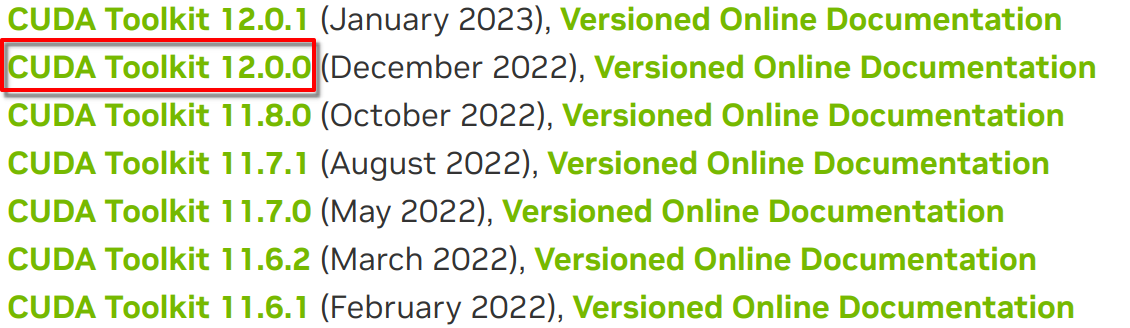 CUDA Toolkit 12.0.1 (January 2023), Versioned Online Documentation
CUDA Toolkit 12.0.0 (December 2022), Versioned Online Documentation
CUDA Toolkit 11.8.0 (October 2022), Versioned Online Documentation
CUDA Toolkit 11.7.1 (August 2022), Versioned Online Documentation
CUDA Toolkit 11.7.0 (May 2022), Versioned Online Documentation
CUDA Toolkit 11.6.2 (March 2022), Versioned Online Documentation
CUDA Toolkit 11.6.1 (February 2022), Versioned Online Documentation